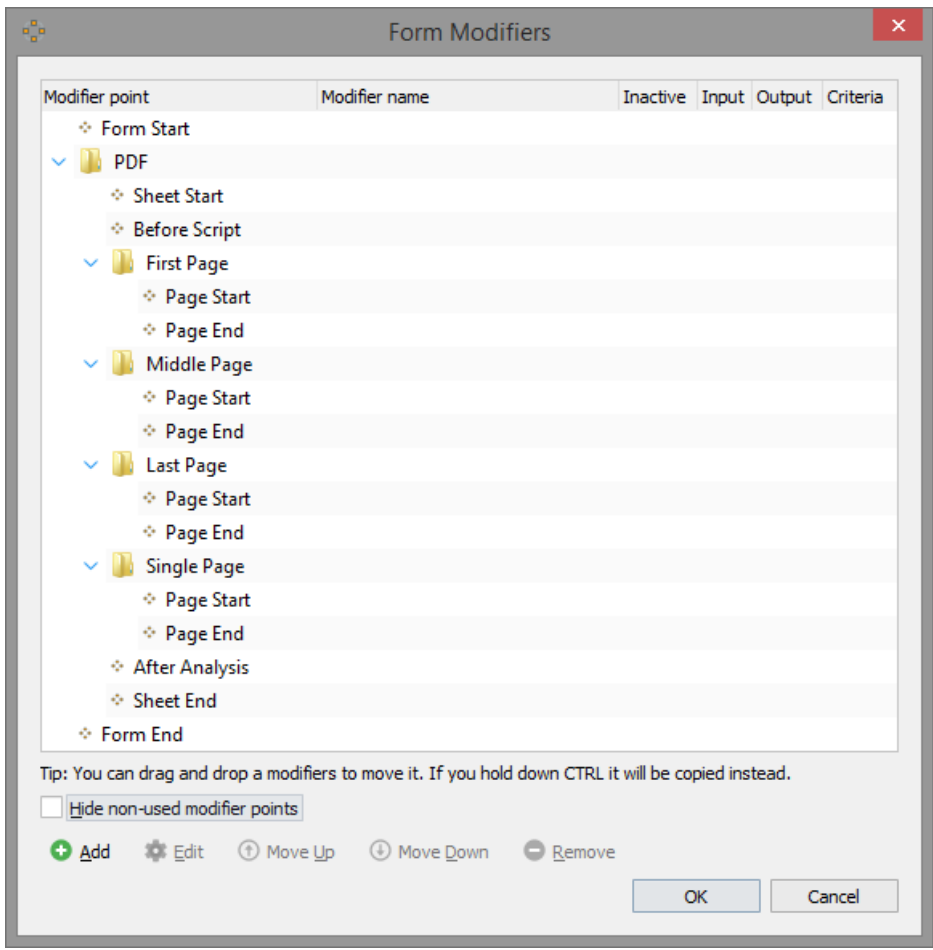 Form Modifiers
Modifier point Modifier name Inactive Input Output Criteria
Form Start
PDF
Sheet Start
Before Script
First Page
Page Start
Page End
Middle Page
Page Start
Page End
Last Page
Page Start
Page End
Single Page
Page Start
Page End
After Analysis
Sheet End
Form End
Tip: You can drag and drop a modifiers to move it. If you hold down CTRL it will be copied instead.
Hide non-used modifier points
Add Edit Move Up Move Down Remove
OK Cancel